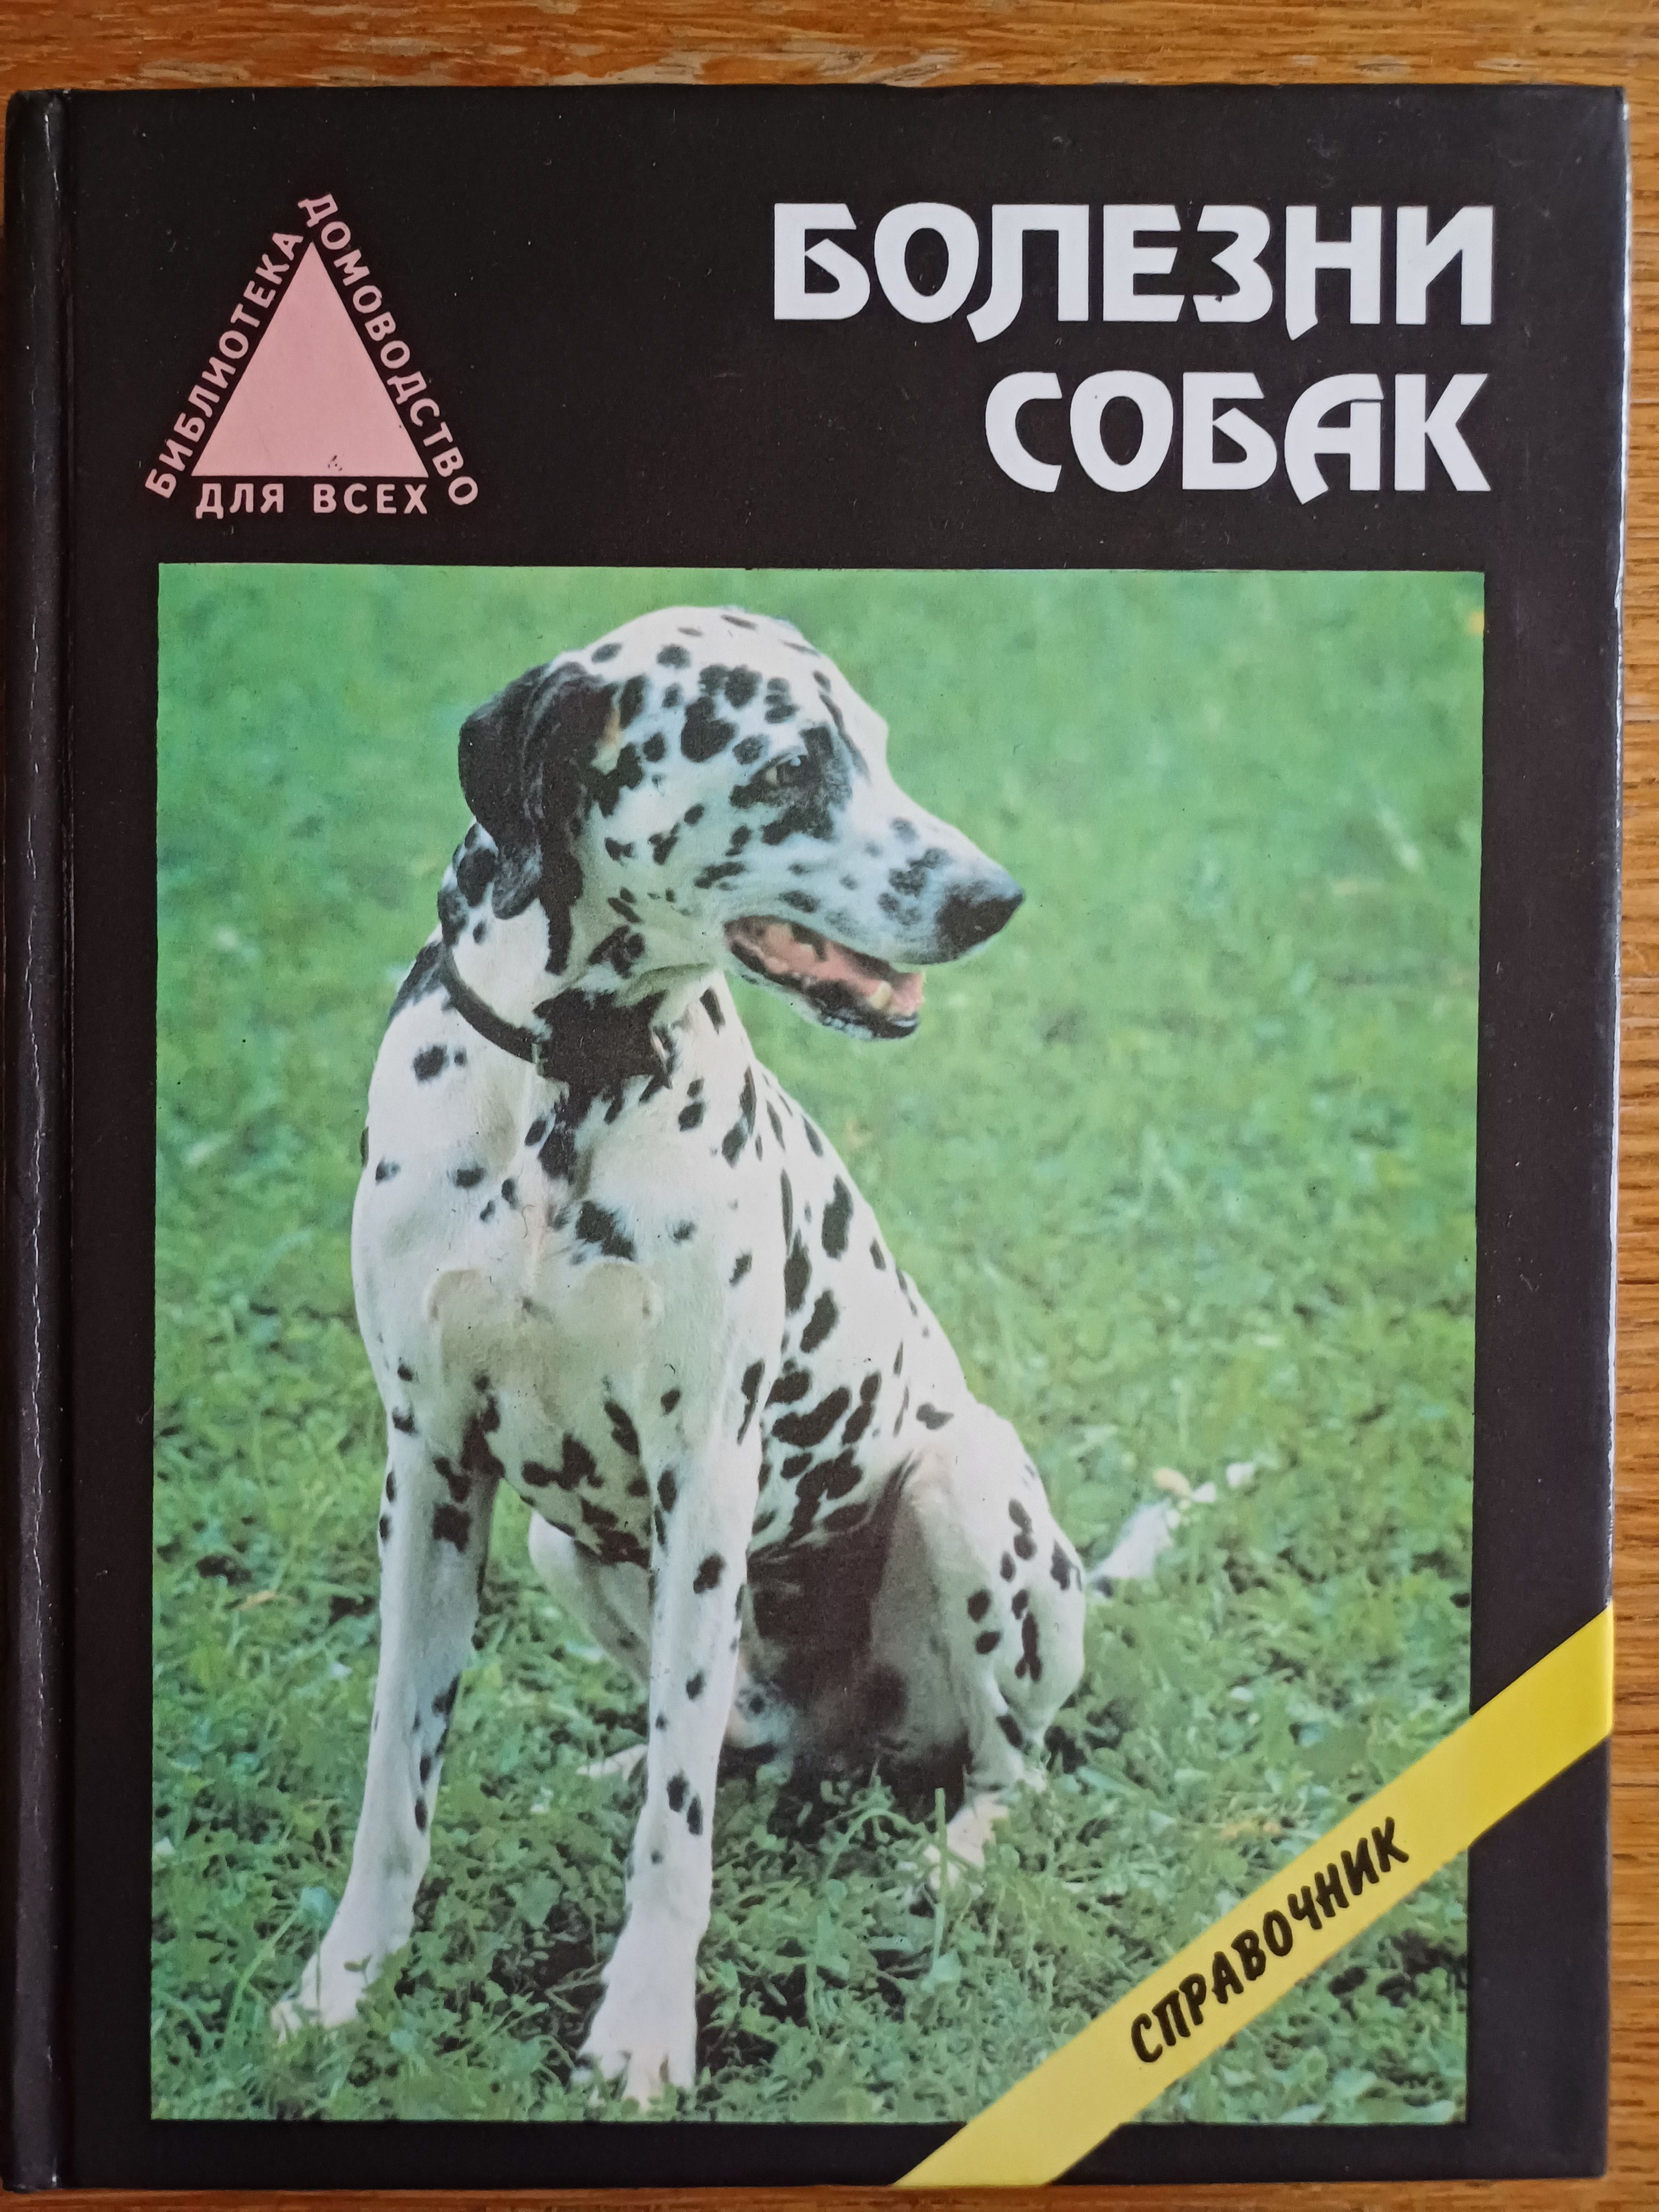 БИБЛИОТЕКА
ДОМОВОДСТВО
ДЛЯ ВСЕХ
БОЛЕЗНИ
СОБАК
СПРАВОЧНИК